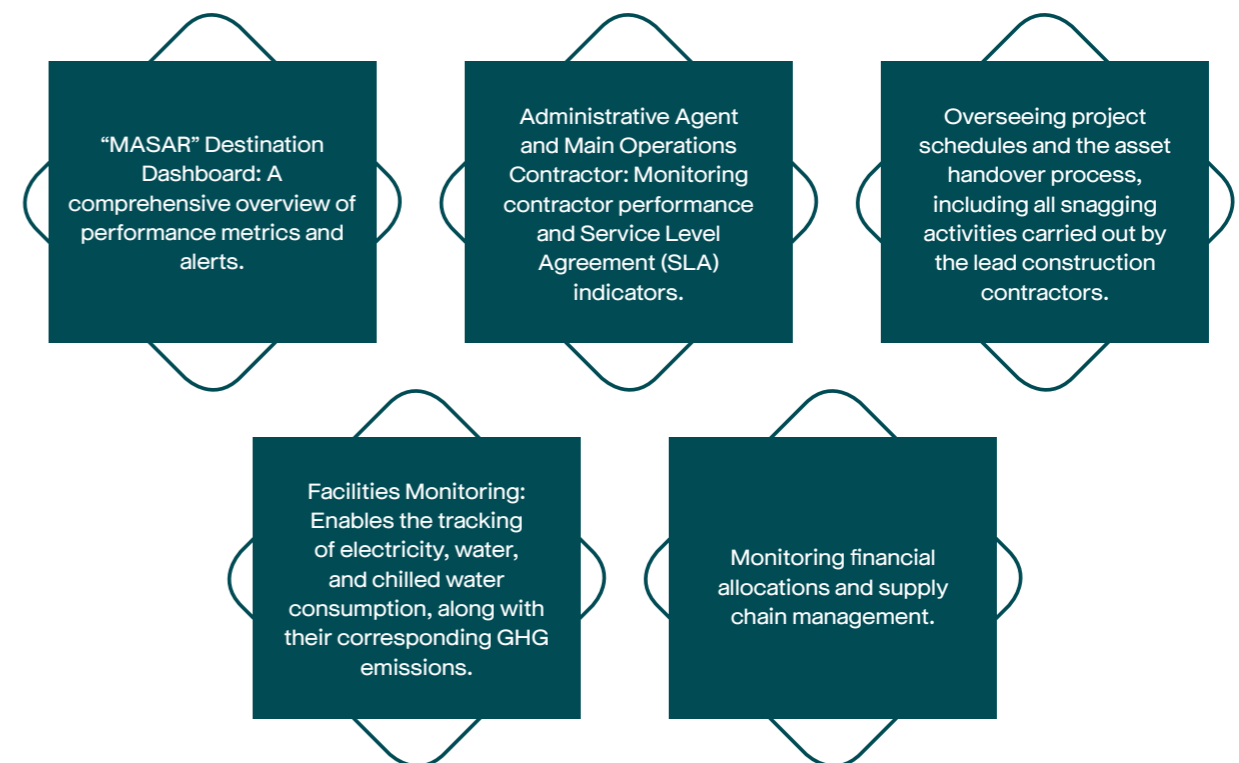 “MASAR” Destination
Dashboard: A
comprehensive overview of
performance metrics and
alerts.
Administrative Agent
and Main Operations
Contractor: Monitoring
contractor performance
and Service Level
Agreement (SLA)
indicators.
Overseeing project
schedules and the asset
handover process,
including all snagging
activities carried out by
the lead construction
contractors.
Facilities Monitoring:
Enables the tracking
of electricity, water,
and chilled water
consumption, along with
their corresponding GHG
emissions.
Monitoring financial
allocations and supply
chain management.